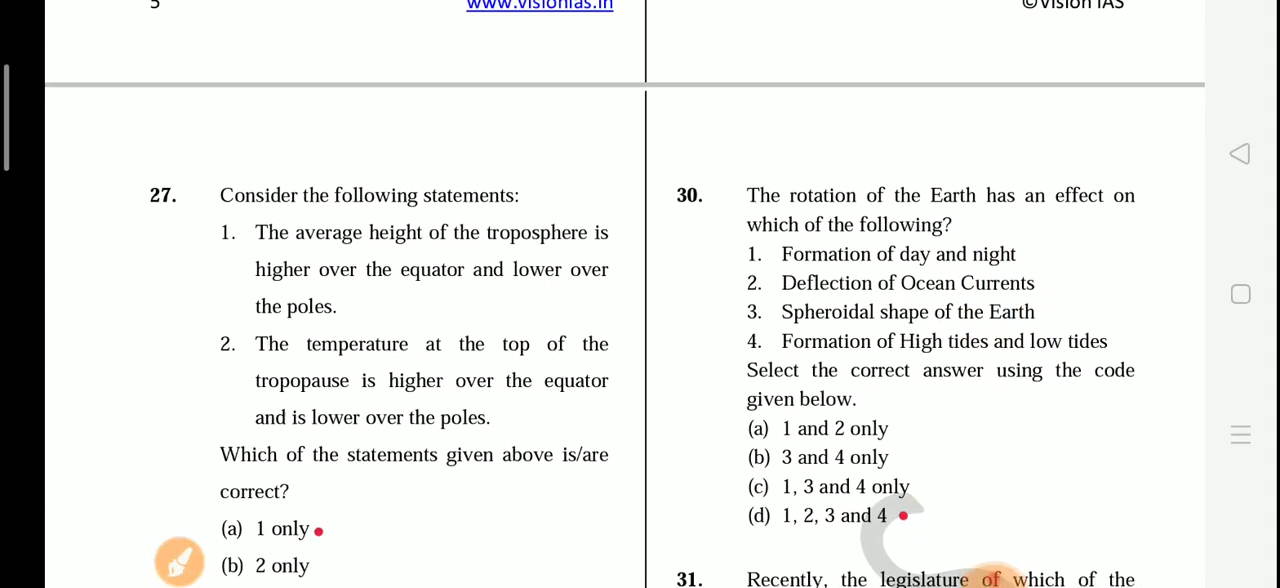 5
www.visionias.in
©Vision IAS
27. Consider the following statements:
1. The average height of the troposphere is
higher over the equator and lower over
the poles.
2. The temperature at the top of the
tropopause is higher over the equator
and is lower over the poles.
Which of the statements given above is/are
correct?
(a) 1 only
(b) 2 only
30. The rotation of the Earth has an effect on
which of the following?
1. Formation of day and night
2. Deflection of Ocean Currents
3. Spheroidal shape of the Earth
4. Formation of High tides and low tides
Select the correct answer using the code
given below.
(a) 1 and 2 only
(b) 3 and 4 only
(c) 1, 3 and 4 only
(d) 1, 2, 3 and 4
31. Recently, the legislature of which of the